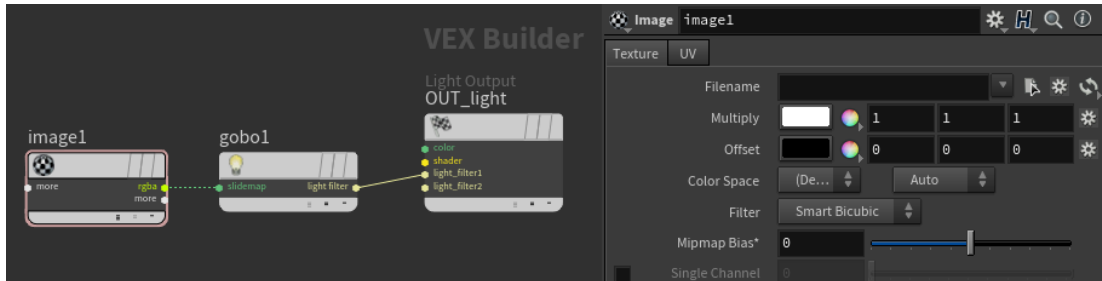 VEX Builder
Light Output
OUT_light
color
shader
light_filter1
light_filter2
image1
more
rgba
more
gobo1
slidemap
light filter
Image image1
Texture UV
Filename
Multiply 1 1 1
Offset 0 0 0
Color Space (De... Auto
Filter Smart Bicubic
Mipmap Bias* 0
Single Channel 0